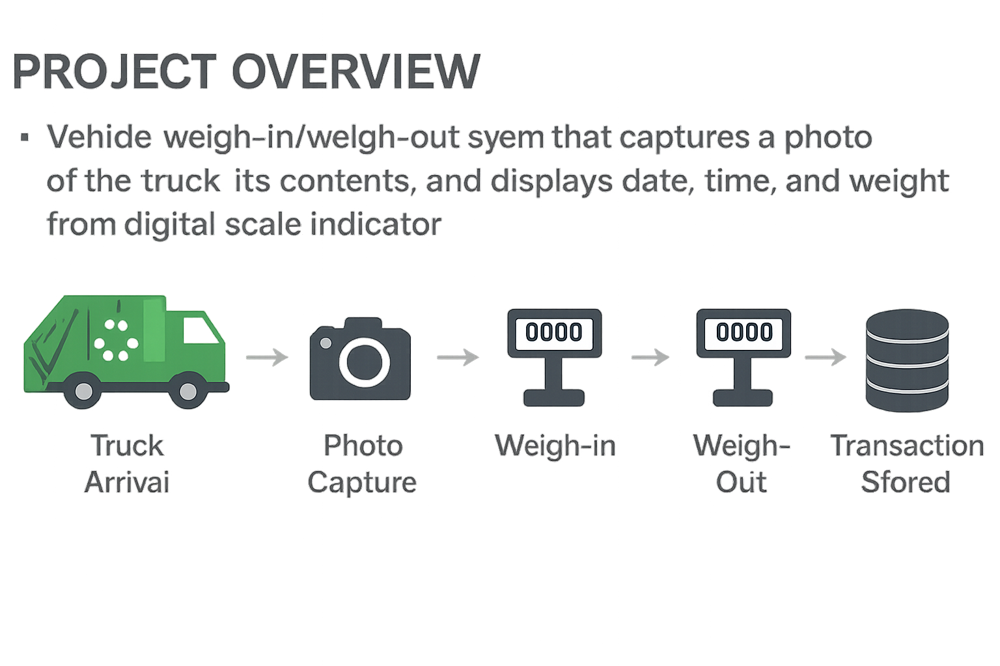 PROJECT OVERVIEW
▪ Vehide weigh-in/welgh-out syem that captures a photo
of the truck its contents, and displays date, time, and weight
from digital scale indicator
0000
0000
Truck
Arrivai
Photo
Capture
Weigh-in
Weigh-
Out
Transaction
Sfored